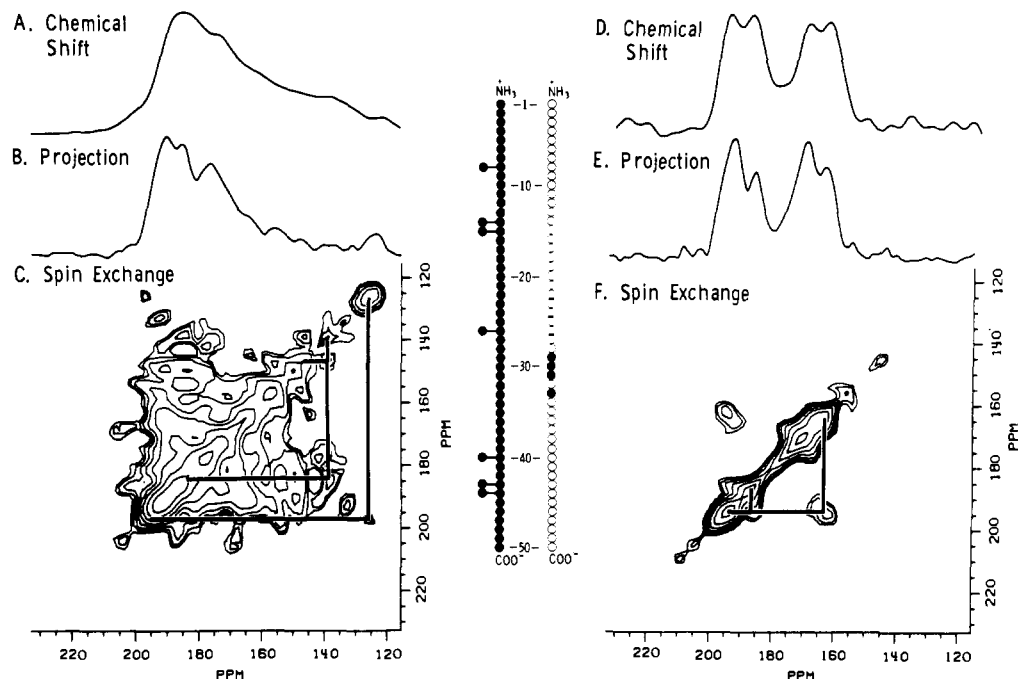 A. Chemical
Shift
B. Projection
C. Spin Exchange
120
140
160
180
200
220
PPM
220 200 180 160 140 120
PPM
+ +
NH₃ NH₃
-1-
-10-
-20-
-30-
-40-
-50-
COO⁻ COO⁻
D. Chemical
Shift
E. Projection
F. Spin Exchange
120
140
160
180
200
220
PPM
220 200 180 160 140 120
PPM